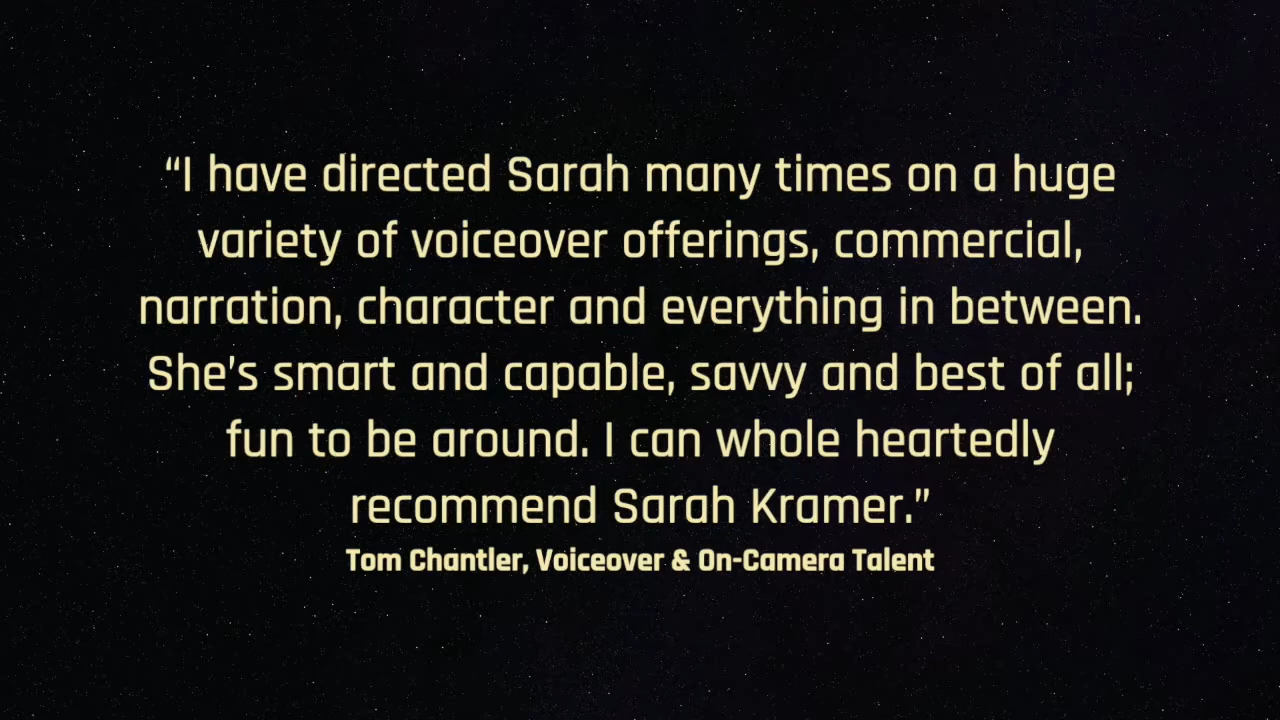 “I have directed Sarah many times on a huge
variety of voiceover offerings, commercial,
narration, character and everything in between.
She’s smart and capable, savvy and best of all;
fun to be around. I can whole heartedly
recommend Sarah Kramer.”
Tom Chantler, Voiceover & On-Camera Talent